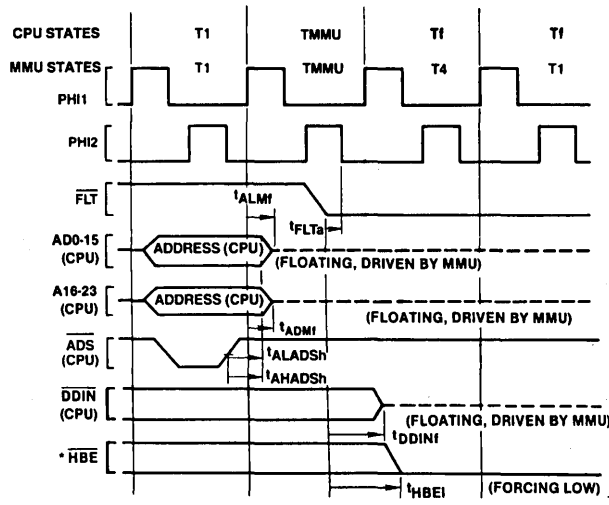 CPU STATES T1 TMMU Tf Tf
MMU STATES T1 TMMU T4 T1
PHI1
PHI2
FLT
tALMf
tFLTa
AD0-15
(CPU)
ADDRESS (CPU)
(FLOATING, DRIVEN BY MMU)
A16-23
(CPU)
ADDRESS (CPU)
(FLOATING, DRIVEN BY MMU)
tADMf
ADS
(CPU)
tALADSh
tAHADSh
DDIN
(CPU)
(FLOATING, DRIVEN BY MMU)
tDDINf
* HBE
tHBEl
(FORCING LOW)